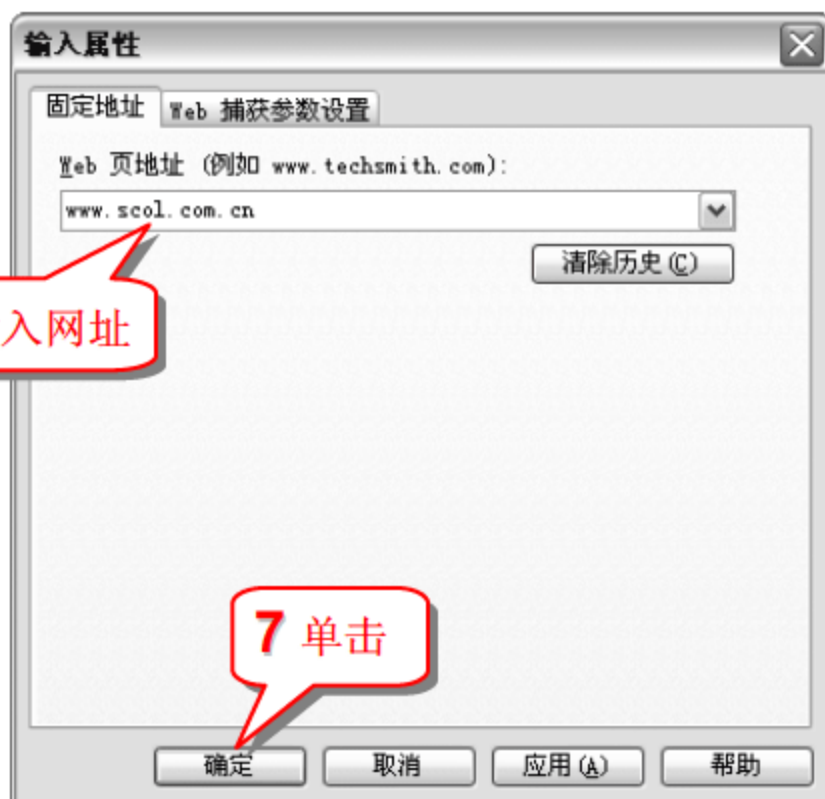 输入属性
固定地址 Web 捕获参数设置
Web 页地址 (例如 www.techsmith.com):
www.scol.com.cn
清除历史(C)
入网址
7 单击
确定 取消 应用(A) 帮助